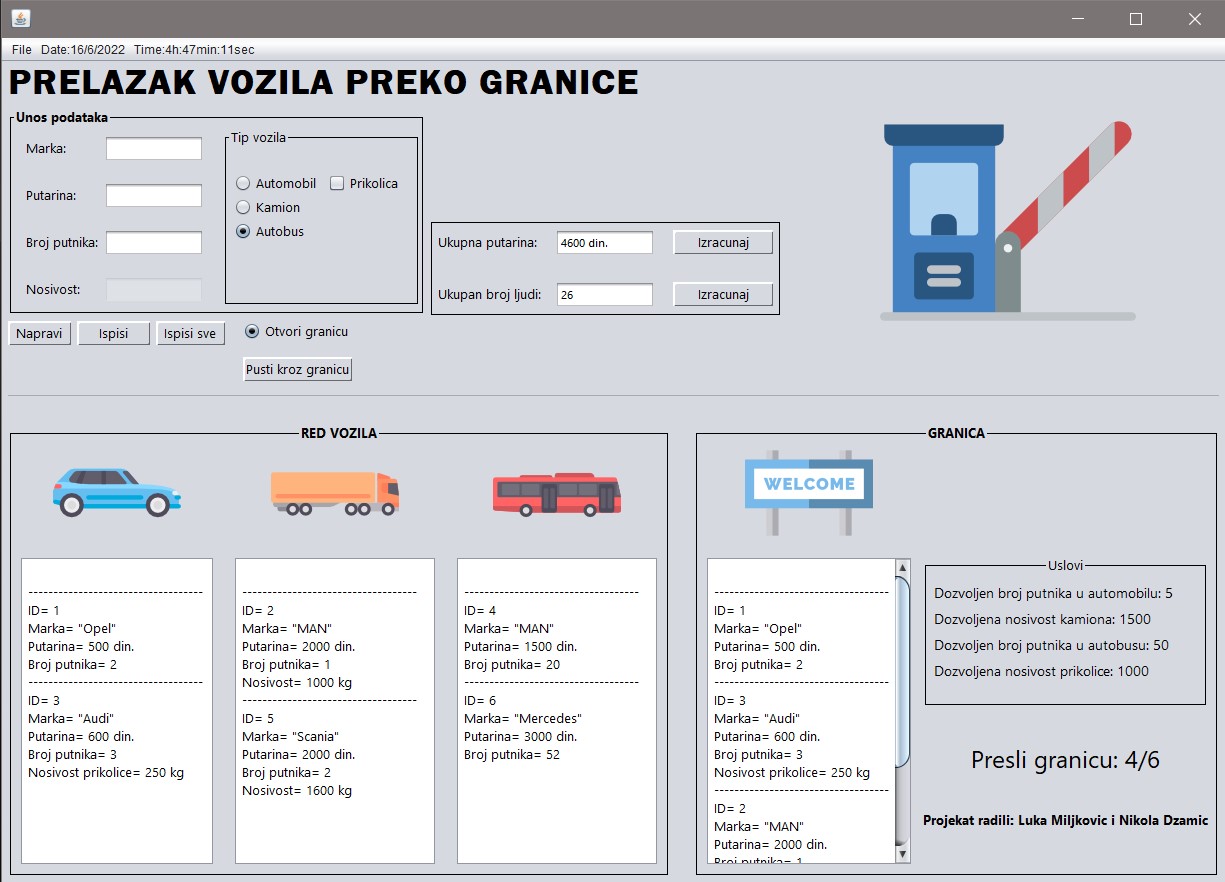 File Date:16/6/2022 Time:4h:47min:11sec
PRELAZAK VOZILA PREKO GRANICE
Unos podataka
Marka:
Putarina:
Broj putnika:
Nosivost:
Tip vozila
Automobil Prikolica
Kamion
Autobus
Ukupna putarina: 4600 din. Izracunaj
Ukupan broj ljudi: 26 Izracunaj
Napravi Ispisi Ispisi sve Otvori granicu
Pusti kroz granicu
RED VOZILA
-----------------------------------
ID= 1
Marka= "Opel"
Putarina= 500 din.
Broj putnika= 2
-----------------------------------
ID= 3
Marka= "Audi"
Putarina= 600 din.
Broj putnika= 3
Nosivost prikolice= 250 kg
-----------------------------------
ID= 2
Marka= "MAN"
Putarina= 2000 din.
Broj putnika= 1
Nosivost= 1000 kg
-----------------------------------
ID= 5
Marka= "Scania"
Putarina= 2000 din.
Broj putnika= 2
Nosivost= 1600 kg
-----------------------------------
ID= 4
Marka= "MAN"
Putarina= 1500 din.
Broj putnika= 20
-----------------------------------
ID= 6
Marka= "Mercedes"
Putarina= 3000 din.
Broj putnika= 52
GRANICA
WELCOME
-----------------------------------
ID= 1
Marka= "Opel"
Putarina= 500 din.
Broj putnika= 2
-----------------------------------
ID= 3
Marka= "Audi"
Putarina= 600 din.
Broj putnika= 3
Nosivost prikolice= 250 kg
-----------------------------------
ID= 2
Marka= "MAN"
Putarina= 2000 din.
Broj putnika= 1
Uslovi
Dozvoljen broj putnika u automobilu: 5
Dozvoljena nosivost kamiona: 1500
Dozvoljen broj putnika u autobusu: 50
Dozvoljena nosivost prikolice: 1000
Presli granicu: 4/6
Projekat radili: Luka Miljkovic i Nikola Dzamic